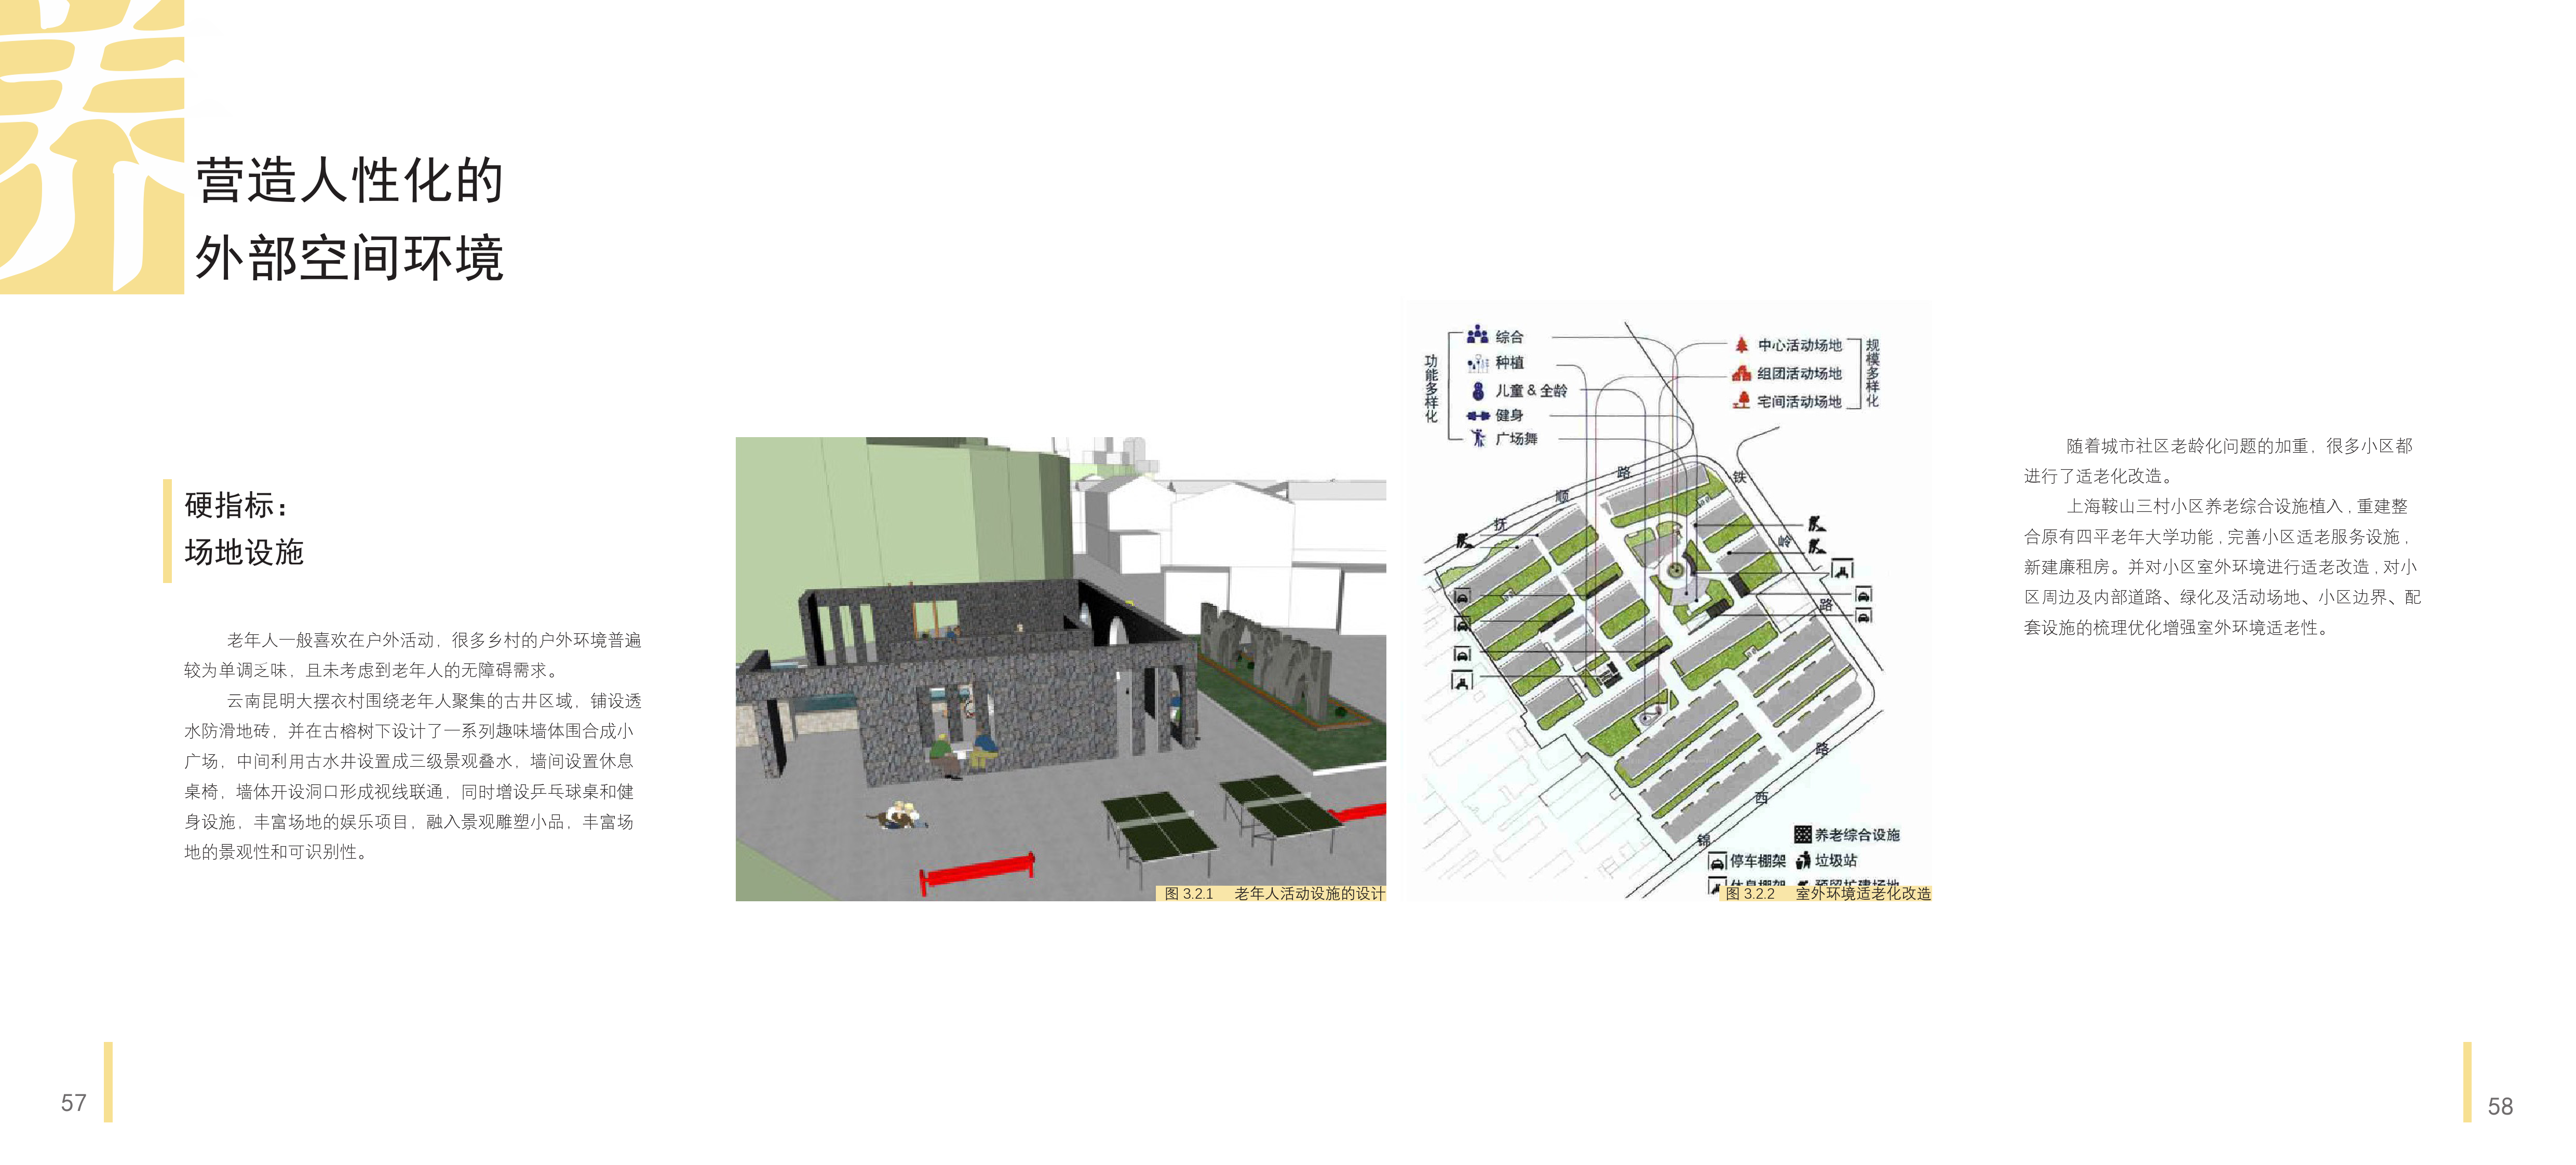 养
营造人性化的
外部空间环境
硬指标：
场地设施
老年人一般喜欢在户外活动，很多乡村的户外环境普遍
较为单调乏味，且未考虑到老年人的无障碍需求。
云南昆明大摆衣村围绕老年人聚集的古井区域，铺设透
水防滑地砖，并在古榕树下设计了一系列趣味墙体围合成小
广场，中间利用古水井设置成三级景观叠水，墙间设置休息
桌椅，墙体开设洞口形成视线联通，同时增设乒乓球桌和健
身设施，丰富场地的娱乐项目，融入景观雕塑小品，丰富场
地的景观性和可识别性。
图 3.2.1 老年人活动设施的设计
功能多样化
综合
种植
儿童 & 全龄
健身
广场舞
中心活动场地
组团活动场地
宅间活动场地
规模多样化
抚
顺
路
铁
岭
路
锦
西
路
养老综合设施
停车棚架
垃圾站
休息棚架
预留扩建场地
图 3.2.2 室外环境适老化改造
随着城市社区老龄化问题的加重，很多小区都
进行了适老化改造。
上海鞍山三村小区养老综合设施植入，重建整
合原有四平老年大学功能，完善小区适老服务设施，
新建廉租房。并对小区室外环境进行适老改造，对小
区周边及内部道路、绿化及活动场地、小区边界、配
套设施的梳理优化增强室外环境适老性。
57
58